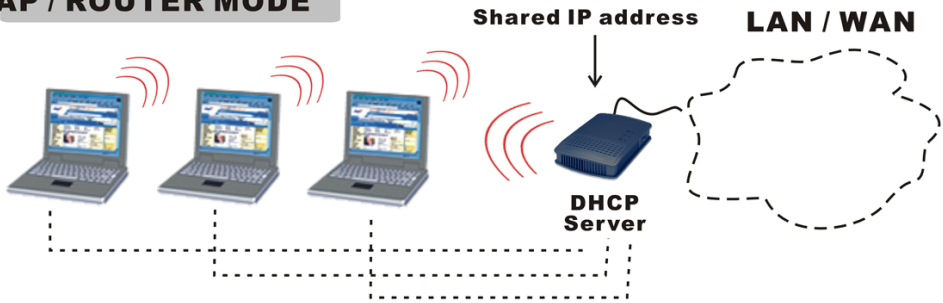 AP / ROUTER MODE
Shared IP address
LAN / WAN
DHCP
Server